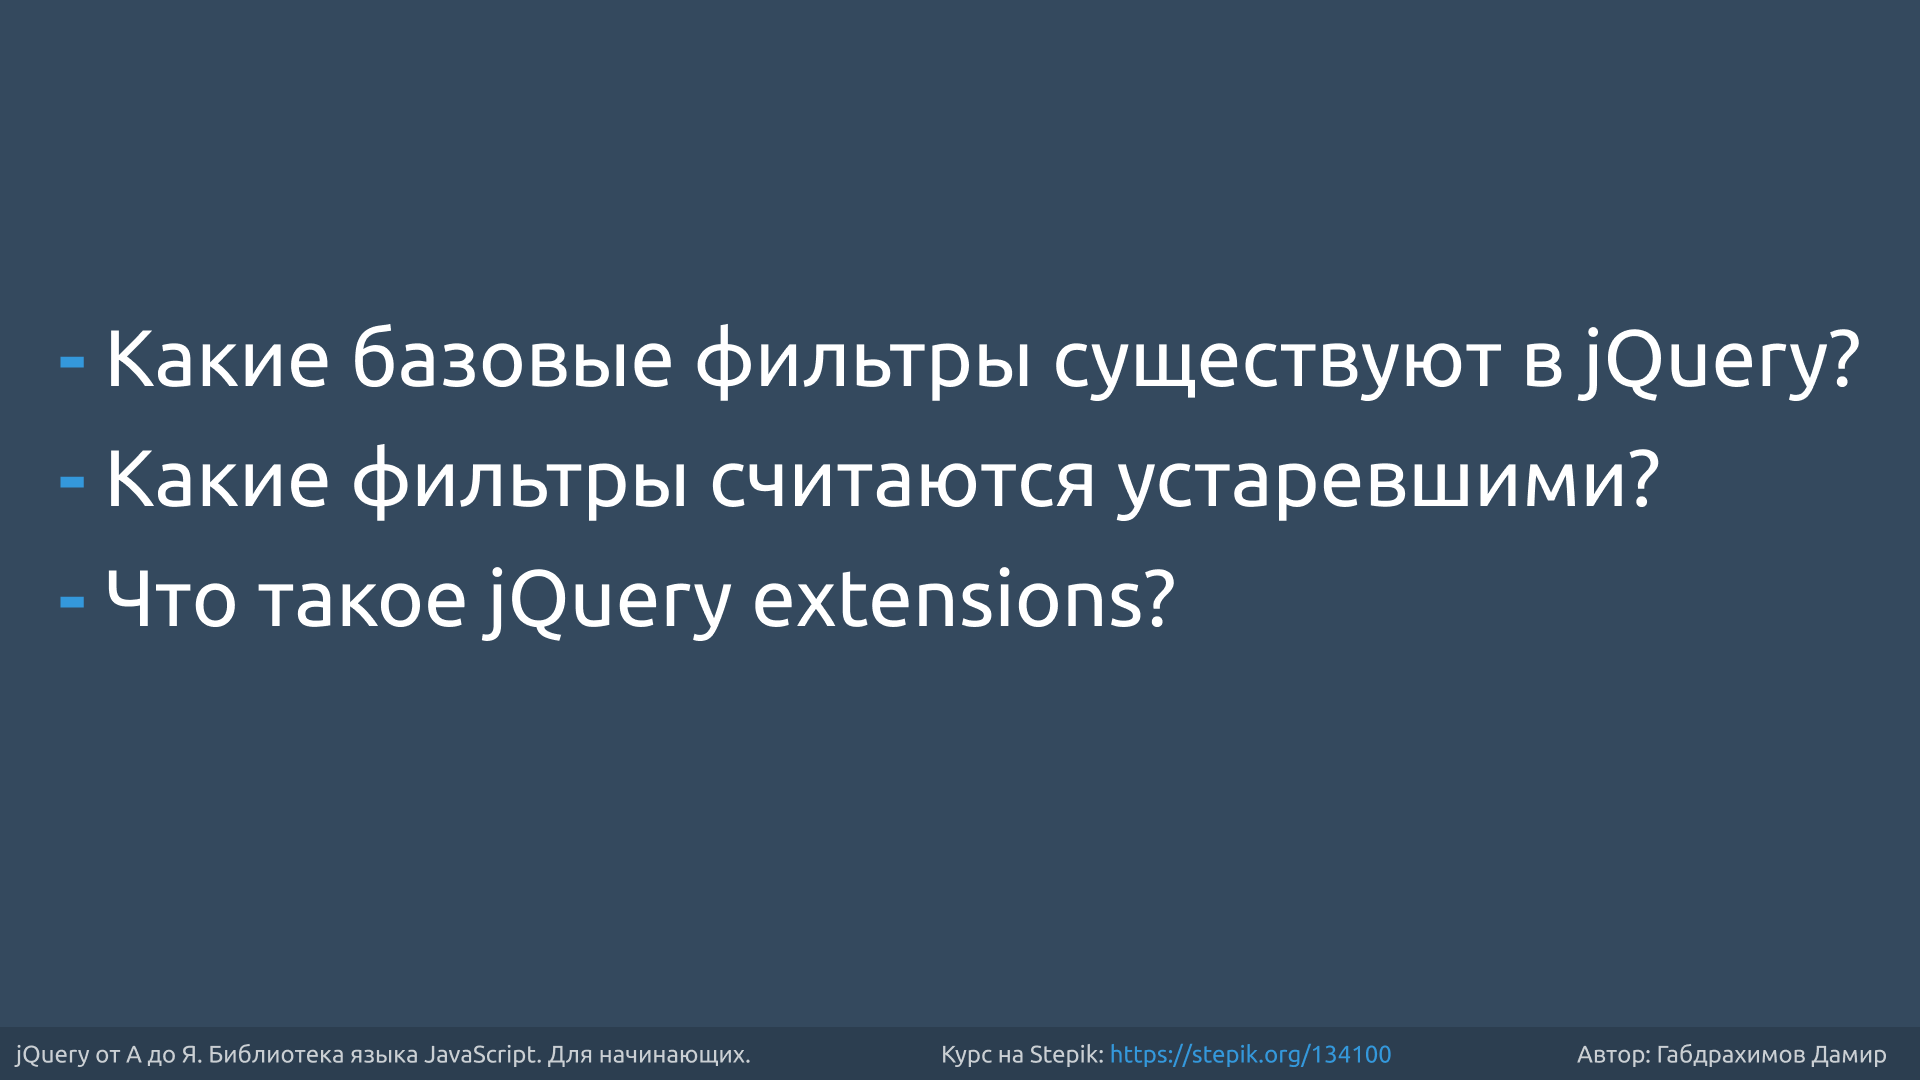 - Какие базовые фильтры существуют в jQuery?
- Какие фильтры считаются устаревшими?
- Что такое jQuery extensions?
jQuery от А до Я. Библиотека языка JavaScript. Для начинающих. Курс на Stepik: https://stepik.org/134100 Автор: Габдрахимов Дамир